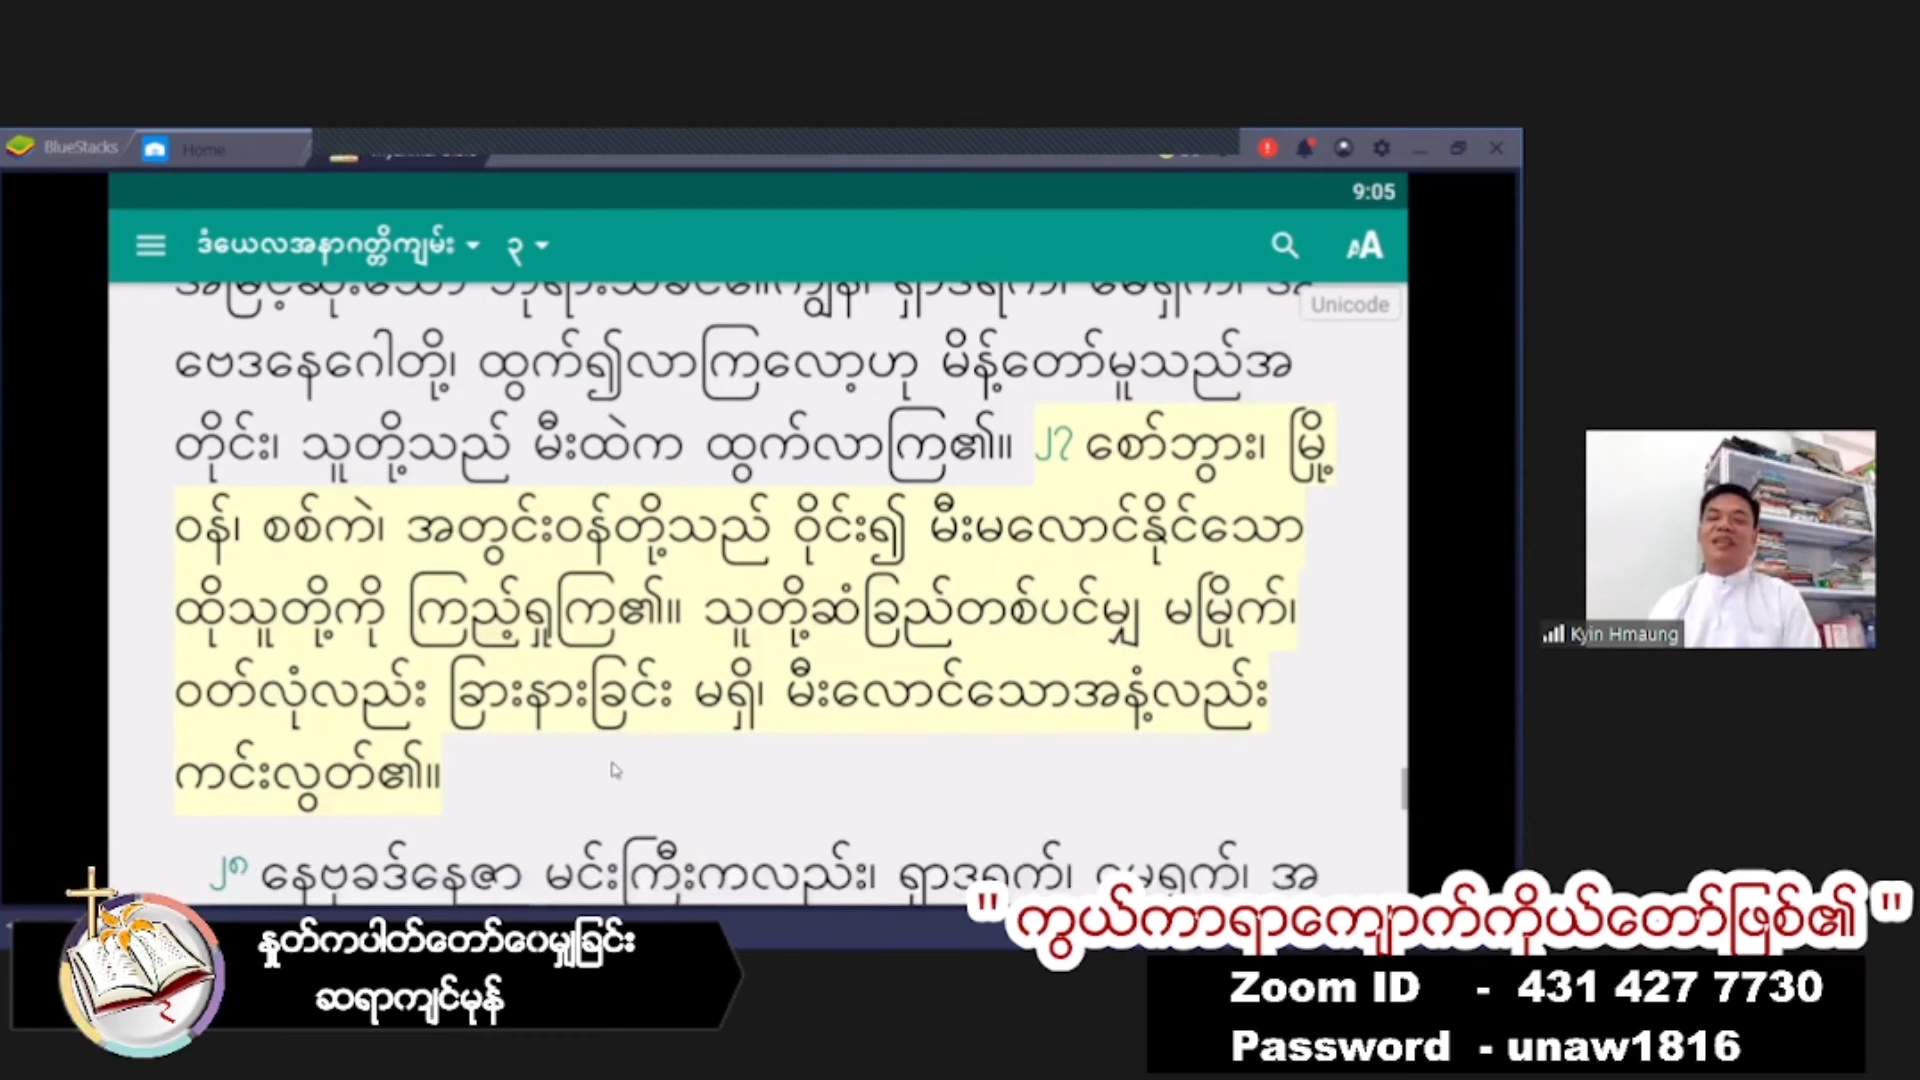 BlueStacks
Home
9:05
ဒံယေလအနာဂတ္တိကျမ်း ၃
Unicode
ဗေဒနေဂေါတို့၊ ထွက်၍လာကြလော့ဟု မိန့်တော်မူသည်အ
တိုင်း၊ သူတို့သည် မီးထဲက ထွက်လာကြ၏။ ၂၇ စော်ဘွား၊ မြို့
ဝန်၊ စစ်ကဲ၊ အတွင်းဝန်တို့သည် ဝိုင်း၍ မီးမလောင်နိုင်သော
ထိုသူတို့ကို ကြည့်ရှုကြ၏။ သူတို့ဆံခြည်တစ်ပင်မျှ မမြိုက်၊
ဝတ်လုံလည်း ခြားနားခြင်း မရှိ၊ မီးလောင်သောအနံ့လည်း
ကင်းလွတ်၏။
၂၈ နေဗုခဒ်နေဇာ မင်းကြီးကလည်း၊ ရှာဒရက်၊ မေရှက်၊ အ
Kyin Hmaung
နှုတ်ကပါတ်တော်ဝေမျှခြင်း
ဆရာကျင်မုန်
" ကွယ်ကာရာကျောက်ကိုယ်တော်ဖြစ်၏ "
Zoom ID - 431 427 7730
Password - unaw1816